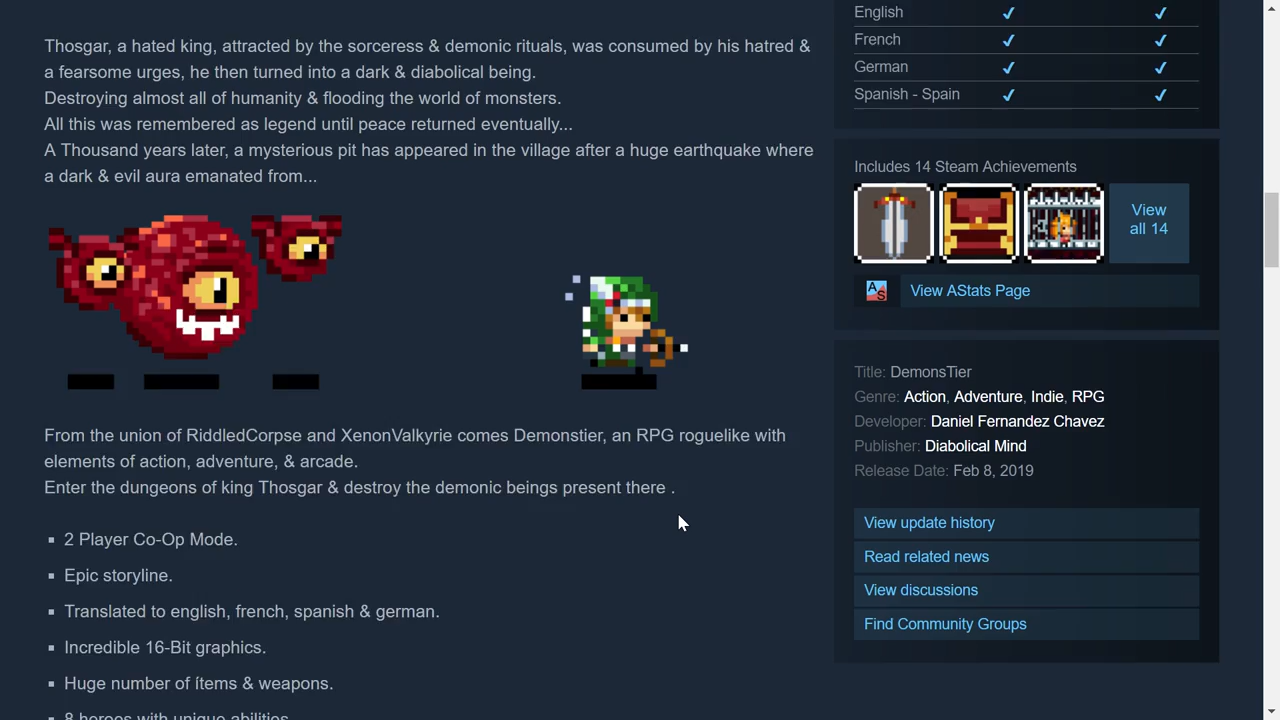 Thosgar, a hated king, attracted by the sorceress & demonic rituals, was consumed by his hatred &
a fearsome urges, he then turned into a dark & diabolical being.
Destroying almost all of humanity & flooding the world of monsters.
All this was remembered as legend until peace returned eventually...
A Thousand years later, a mysterious pit has appeared in the village after a huge earthquake where
a dark & evil aura emanated from...
From the union of RiddledCorpse and XenonValkyrie comes Demonstier, an RPG roguelike with
elements of action, adventure, & arcade.
Enter the dungeons of king Thosgar & destroy the demonic beings present there .
▪ 2 Player Co-Op Mode.
▪ Epic storyline.
▪ Translated to english, french, spanish & german.
▪ Incredible 16-Bit graphics.
▪ Huge number of ítems & weapons.
8 heroes with unique abilities
English ✔ ✔
French ✔ ✔
German ✔ ✔
Spanish - Spain ✔ ✔
Includes 14 Steam Achievements
View
all 14
AS View AStats Page
Title: DemonsTier
Genre: Action, Adventure, Indie, RPG
Developer: Daniel Fernandez Chavez
Publisher: Diabolical Mind
Release Date: Feb 8, 2019
View update history
Read related news
View discussions
Find Community Groups